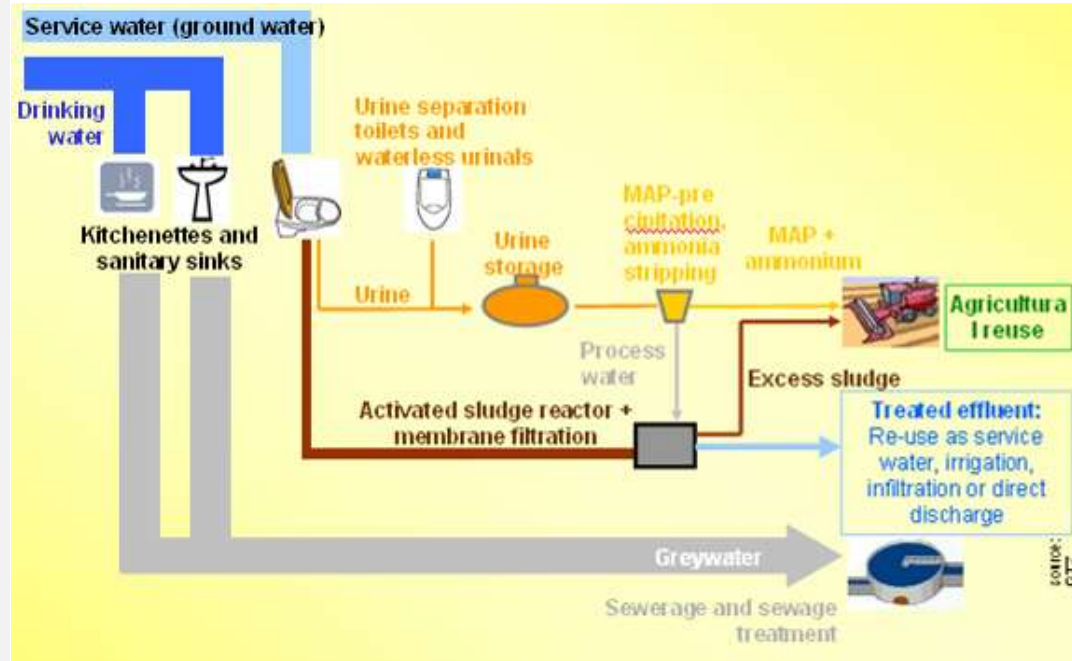 Service water (ground water)
Drinking
water
Urine separation
toilets and
waterless urinals
Kitchenettes and
sanitary sinks
Urine
storage
MAP-pre
cipitation,
ammonia
stripping
MAP +
ammonium
Urine
Agricultura
l reuse
Process
water
Excess sludge
Activated sludge reactor +
membrane filtration
Treated effluent:
Re-use as service
water, irrigation,
infiltration or direct
discharge
Greywater
Sewerage and sewage
treatment
source: